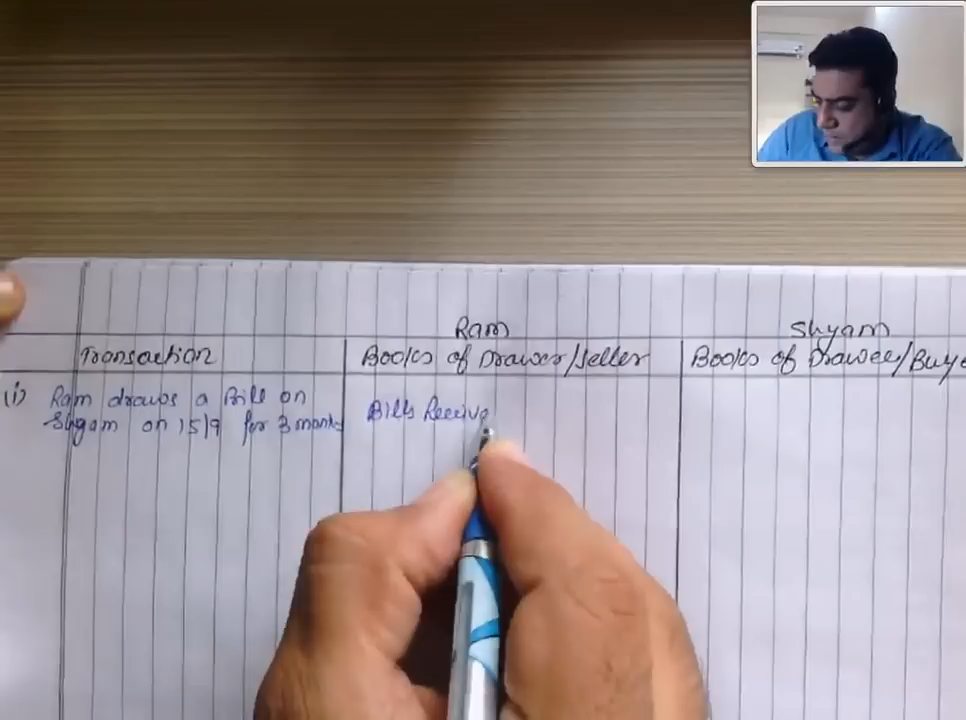 Ram
Shyam
Transaction
Books of Drawer/Seller
Books of Drawee/Buye
(i) Ram draws a Bill on
Shyam on 15/9 for 3 months
Bills Receiva